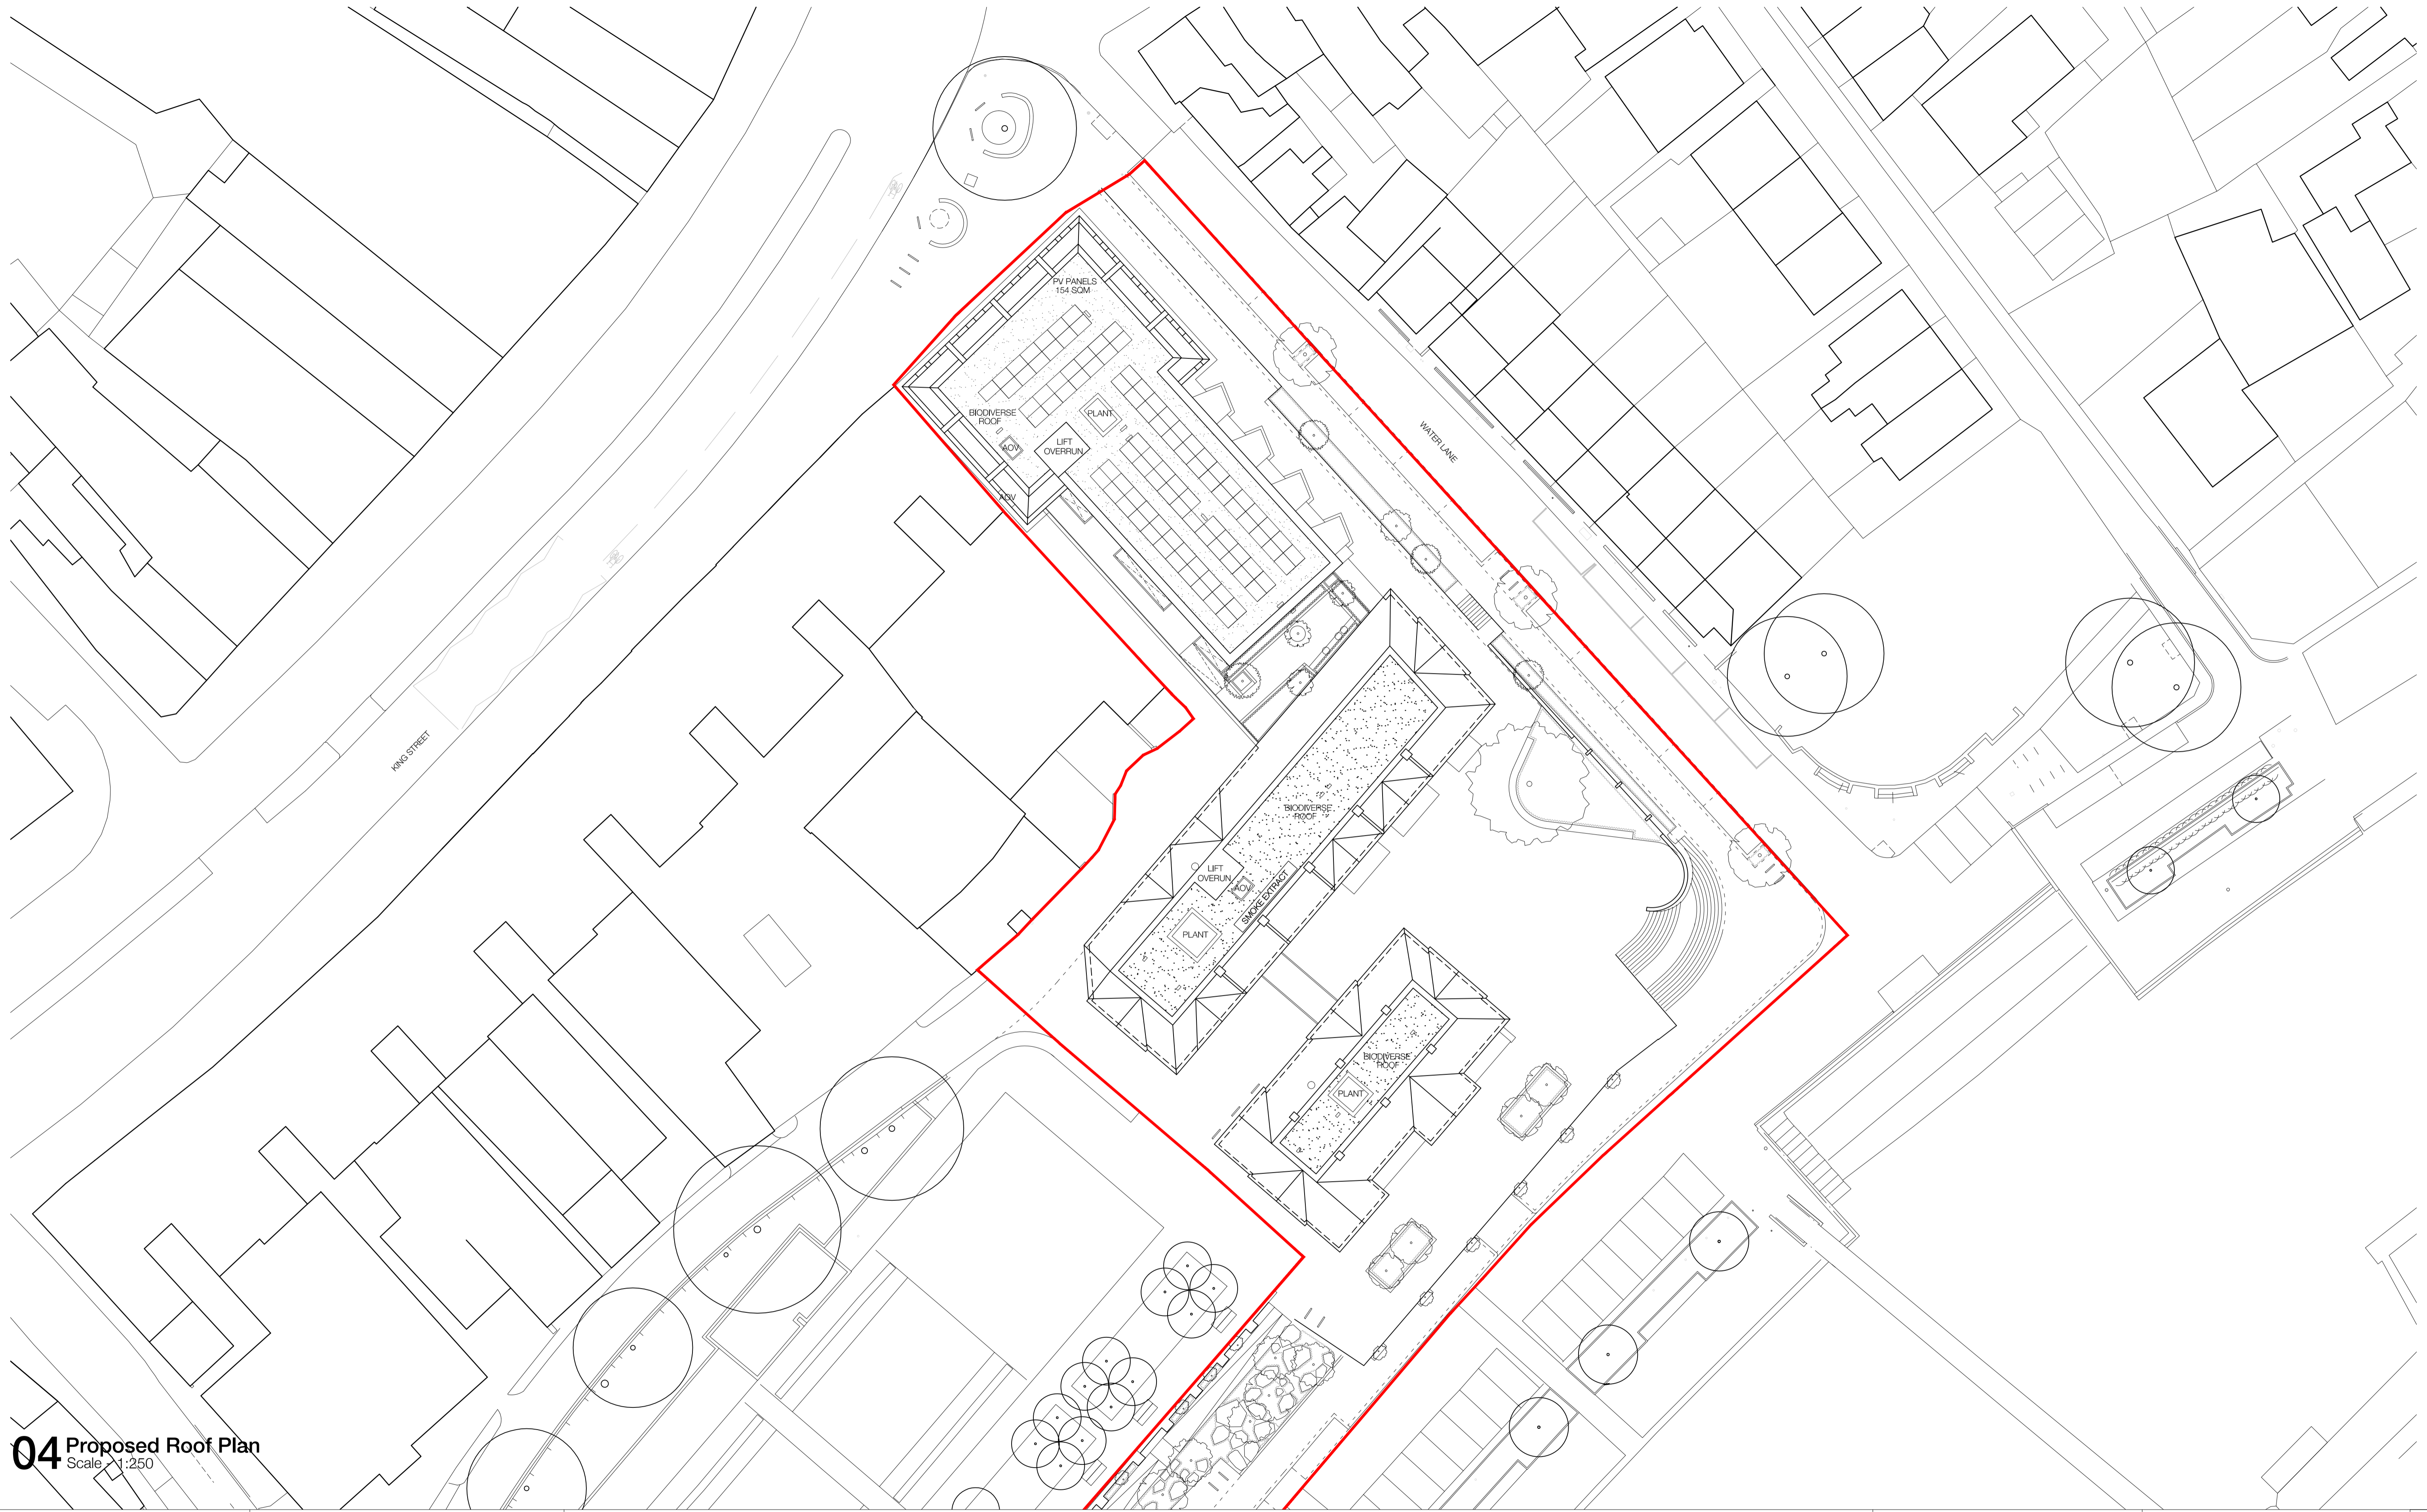 PV PANELS
154 SQM
BIODIVERSE
ROOF
PLANT
AOV
LIFT
OVERRUN
AOV
WATER LANE
KING STREET
BIODIVERSE
ROOF
LIFT
OVERUN
AOV
SMOKE EXTRACT
PLANT
BIODIVERSE
ROOF
PLANT
04 Proposed Roof Plan
Scale - 1:250